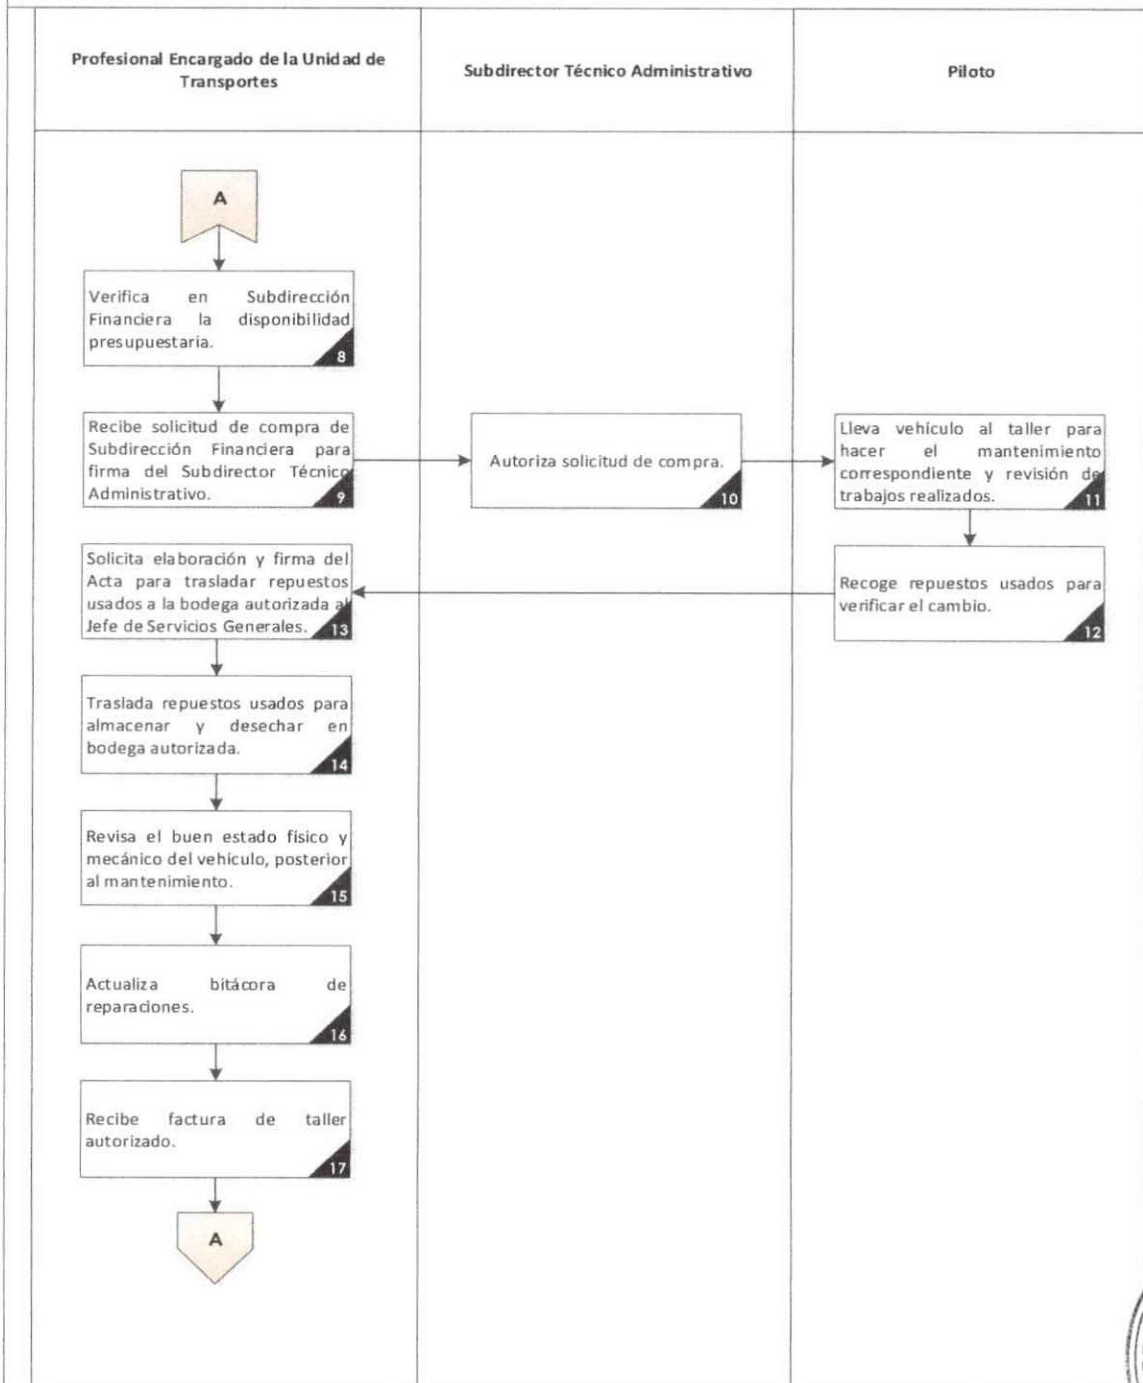 Profesional Encargado de la Unidad de
Transportes
Subdirector Técnico Administrativo
Piloto
A
Verifica en Subdirección
Financiera la disponibilidad
presupuestaria.
8
Recibe solicitud de compra de
Subdirección Financiera para
firma del Subdirector Técnico
Administrativo.
9
Autoriza solicitud de compra.
10
Lleva vehículo al taller para
hacer el mantenimiento
correspondiente y revisión de
trabajos realizados.
11
Recoge repuestos usados para
verificar el cambio.
12
Solicita elaboración y firma del
Acta para trasladar repuestos
usados a la bodega autorizada al
Jefe de Servicios Generales.
13
Traslada repuestos usados para
almacenar y desechar en
bodega autorizada.
14
Revisa el buen estado físico y
mecánico del vehículo, posterior
al mantenimiento.
15
Actualiza bitácora de
reparaciones.
16
Recibe factura de taller
autorizado.
17
A